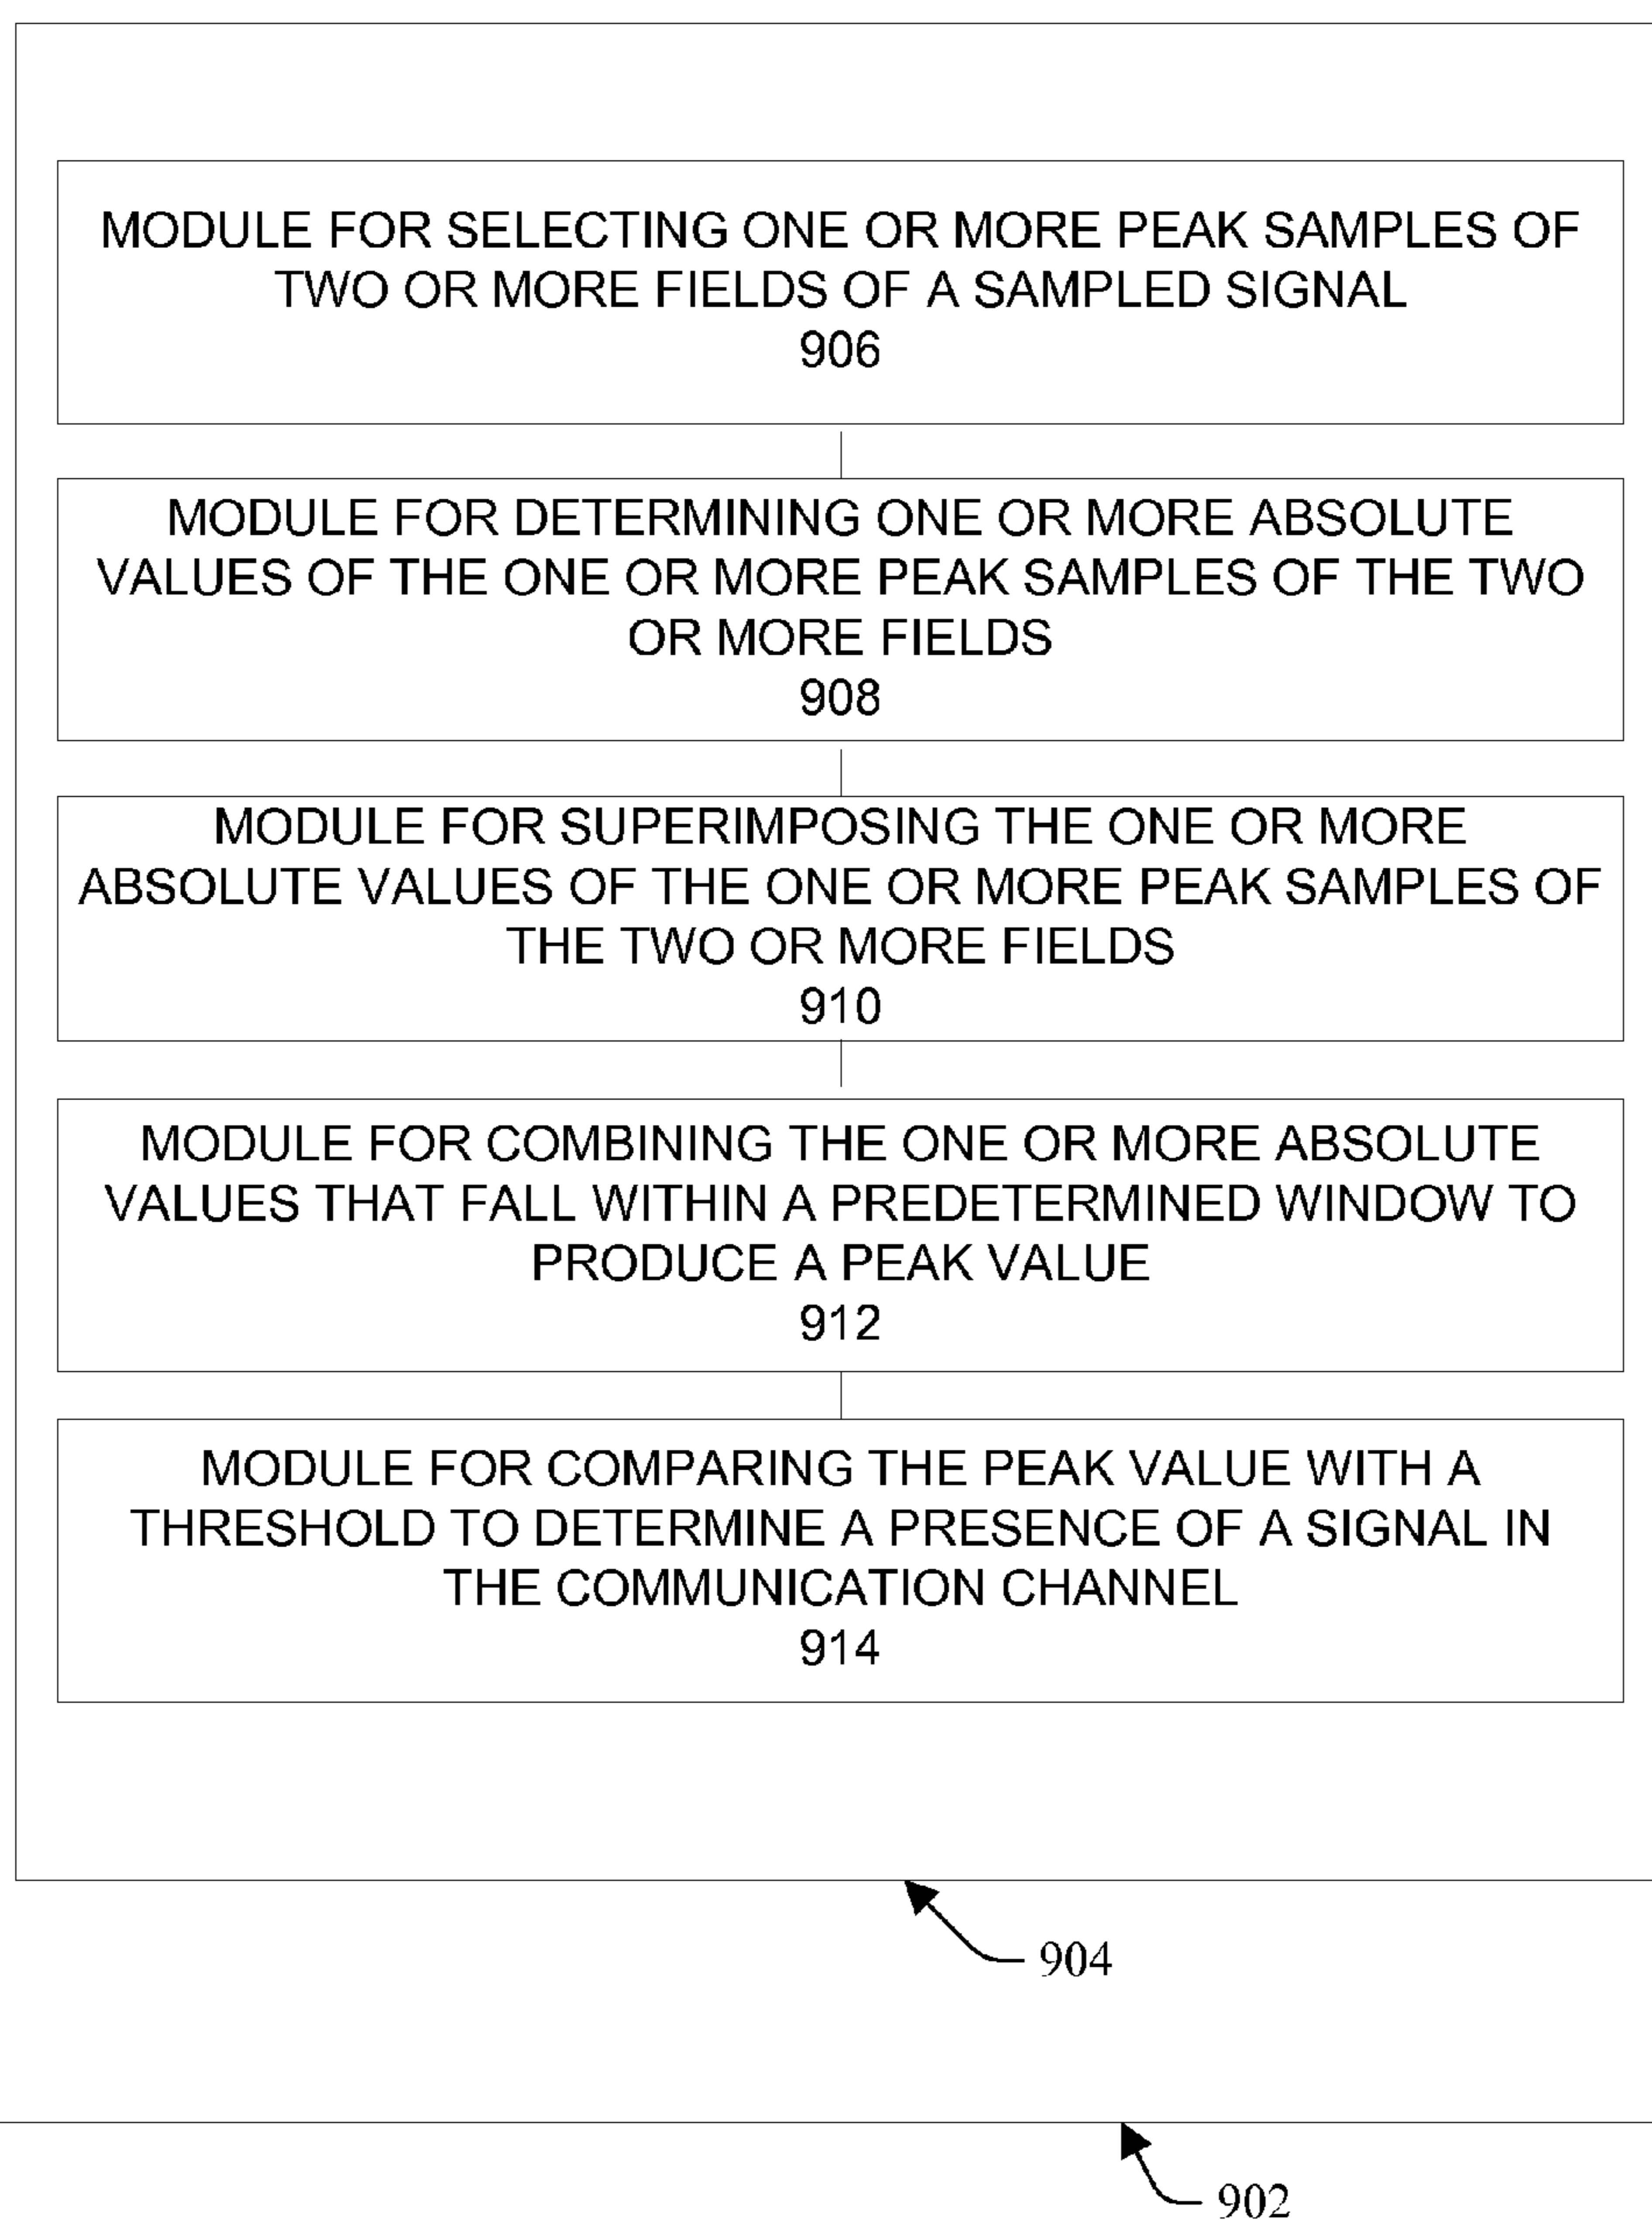 MODULE FOR SELECTING ONE OR MORE PEAK SAMPLES OF
TWO OR MORE FIELDS OF A SAMPLED SIGNAL
906
MODULE FOR DETERMINING ONE OR MORE ABSOLUTE
VALUES OF THE ONE OR MORE PEAK SAMPLES OF THE TWO
OR MORE FIELDS
908
MODULE FOR SUPERIMPOSING THE ONE OR MORE
ABSOLUTE VALUES OF THE ONE OR MORE PEAK SAMPLES OF
THE TWO OR MORE FIELDS
910
MODULE FOR COMBINING THE ONE OR MORE ABSOLUTE
VALUES THAT FALL WITHIN A PREDETERMINED WINDOW TO
PRODUCE A PEAK VALUE
912
MODULE FOR COMPARING THE PEAK VALUE WITH A
THRESHOLD TO DETERMINE A PRESENCE OF A SIGNAL IN
THE COMMUNICATION CHANNEL
914
904
902